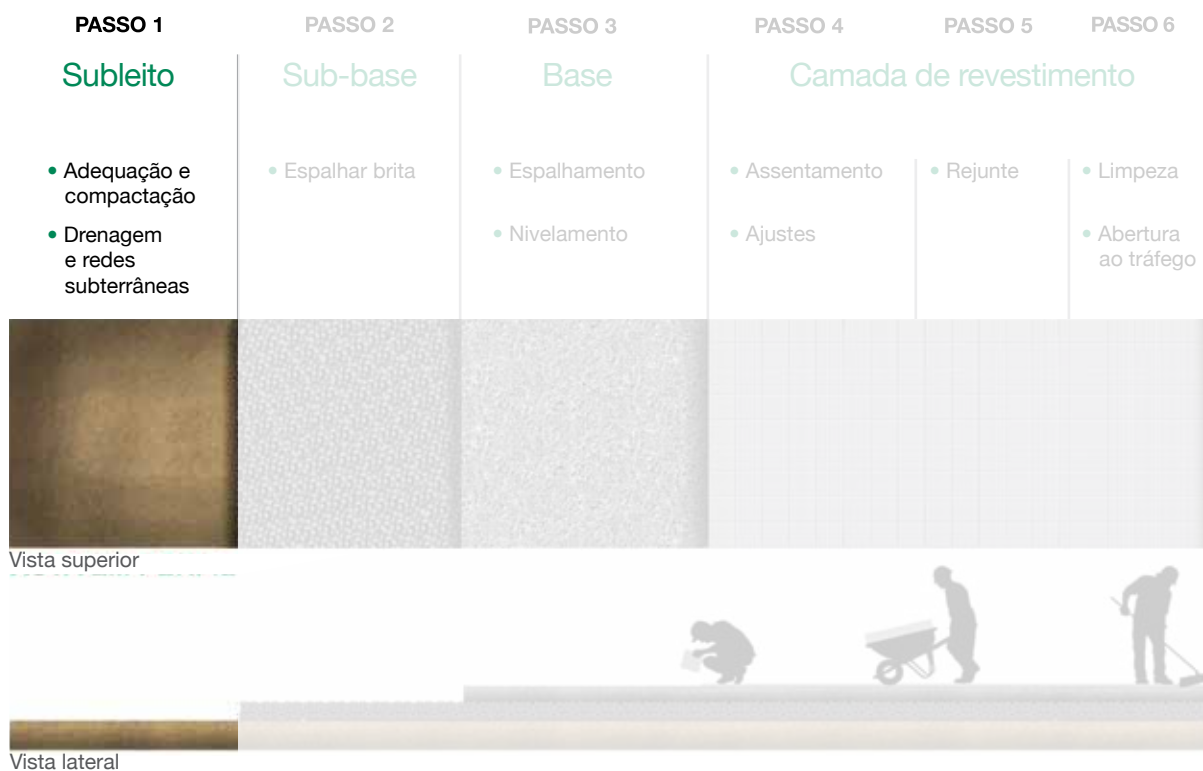 PASSO 1
PASSO 2
PASSO 3
PASSO 4
PASSO 5
PASSO 6
Subleito
Sub-base
Base
Camada de revestimento
• Adequação e
compactação
• Drenagem
e redes
subterrâneas
• Espalhar brita
• Espalhamento
• Nivelamento
• Assentamento
• Ajustes
• Rejunte
• Limpeza
• Abertura
ao tráfego
Vista superior
Vista lateral